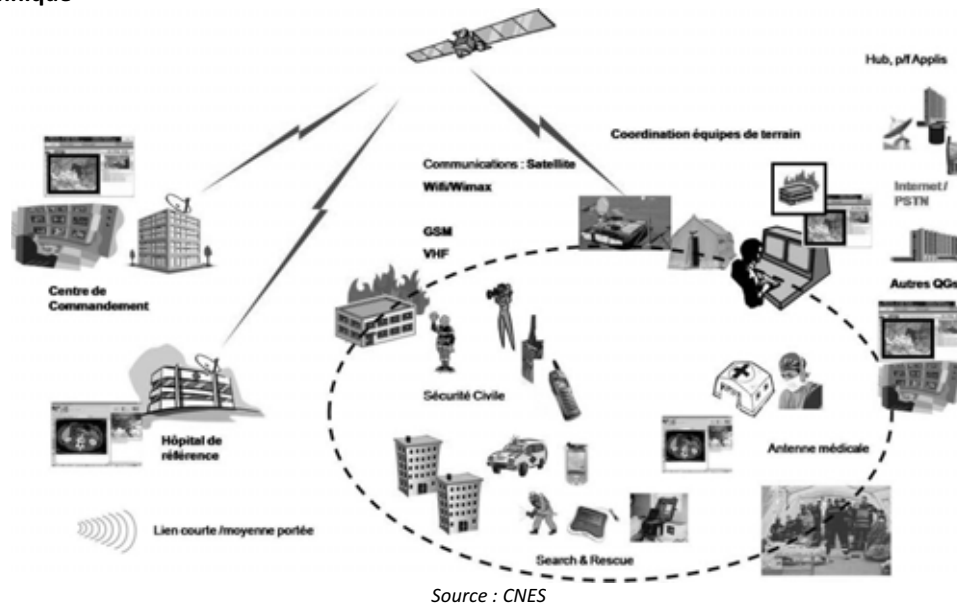 Hub, p/f Applis
Coordination équipes de terrain
Communications : Satellite
Wifi/Wimax
Internet /
PSTN
GSM
VHF
Autres QGs
Centre de
Commandement
Sécurité Civile
Hôpital de
référence
Antenne médicale
Lien courte /moyenne portée
Search & Rescue
Source : CNES